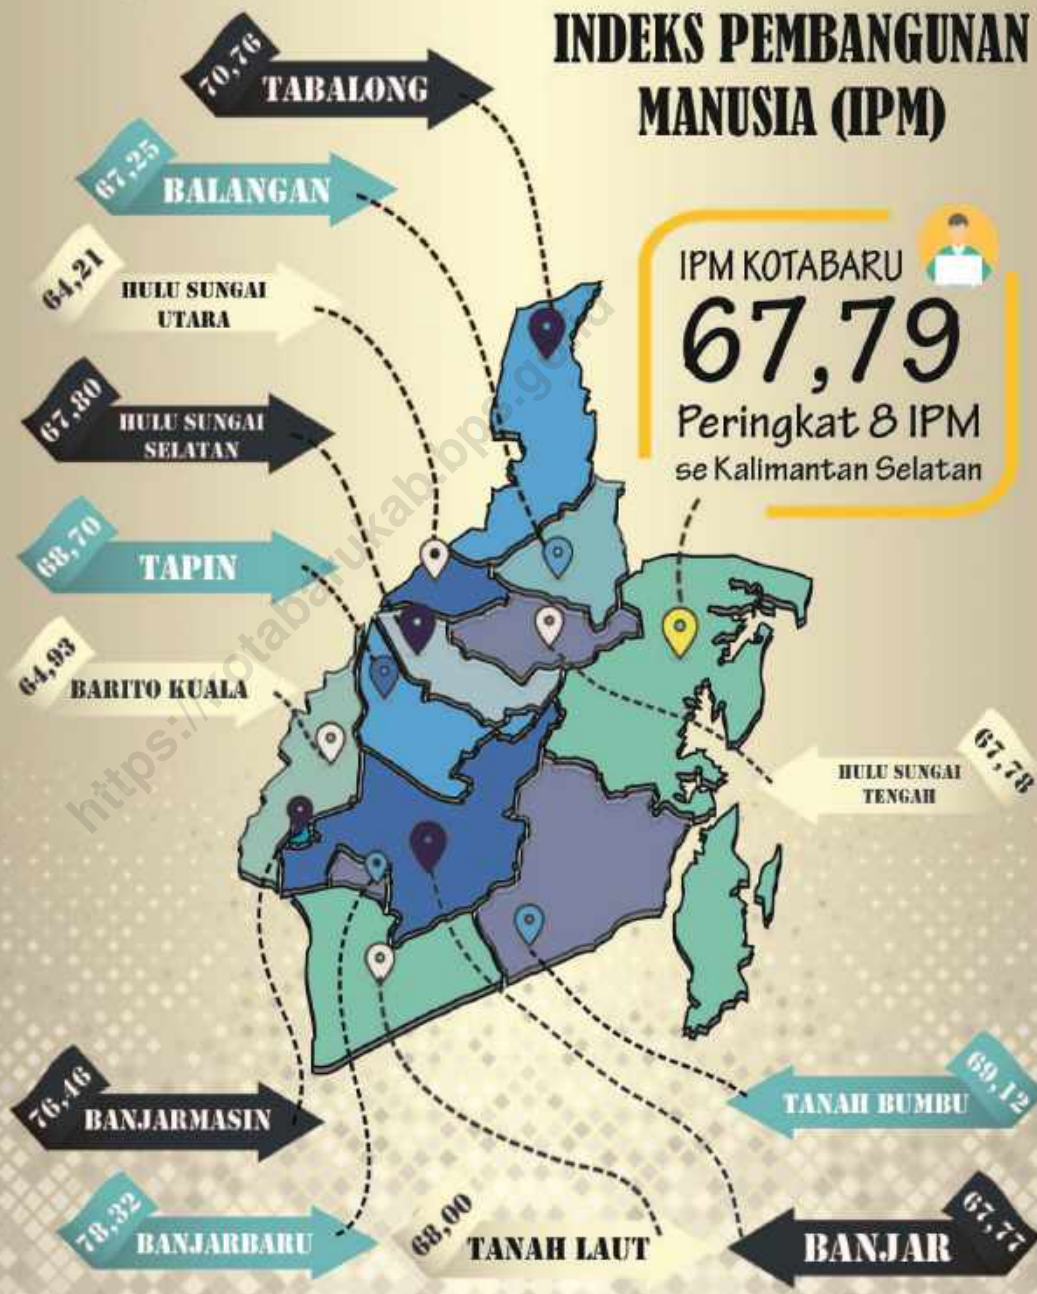 INDEKS PEMBANGUNAN
MANUSIA (IPM)
70,76
TABALONG
67,25
BALANGAN
64,21
HULU SUNGAI
UTARA
IPM KOTABARU
67,79
Peringkat 8 IPM
se Kalimantan Selatan
67,80
HULU SUNGAI
SELATAN
68,70
TAPIN
64,93
BARITO KUALA
67,78
HULU SUNGAI
TENGAH
76,46
BANJARMASIN
69,12
TANAH BUMBU
78,32
BANJARBARU
68,00
TANAH LAUT
67,77
BANJAR
https://kotabarukab.bps.go.id